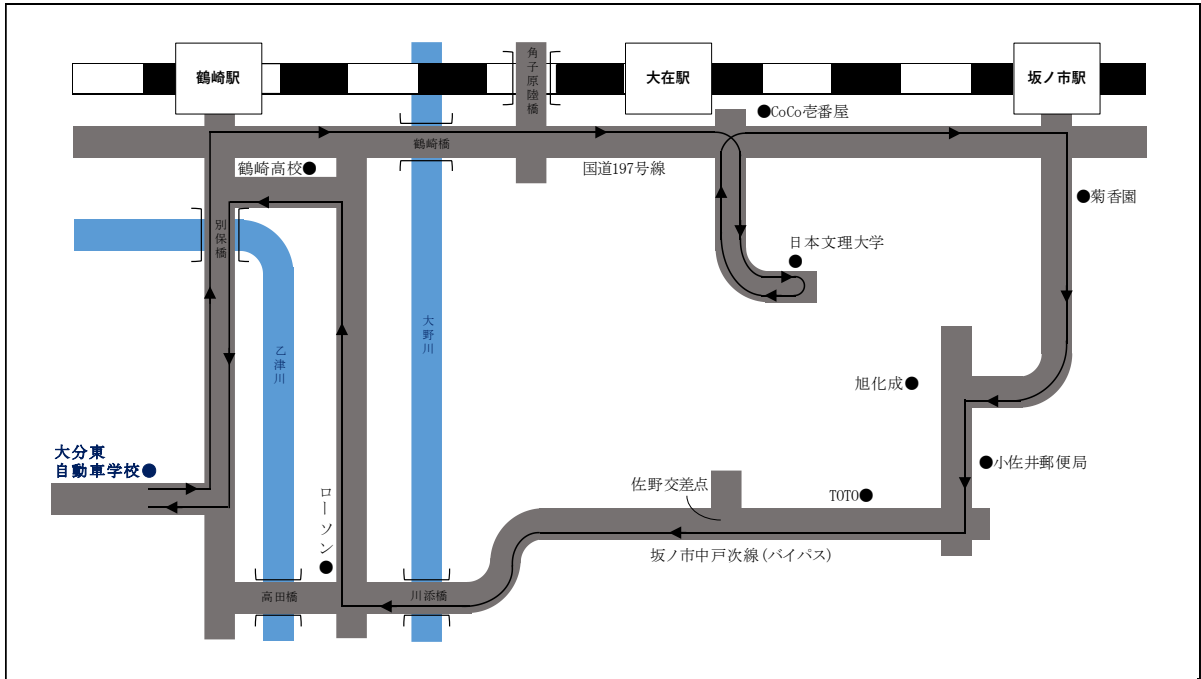 鶴崎駅
大在駅
坂ノ市駅
角子原陸橋
CoCo壱番屋
鶴崎橋
鶴崎高校
国道197号線
菊香園
別保橋
日本文理大学
大野川
乙津川
旭化成
大分東
自動車学校
小佐井郵便局
ローソン
佐野交差点
TOTO
坂ノ市中戸次線(バイパス)
高田橋
川添橋